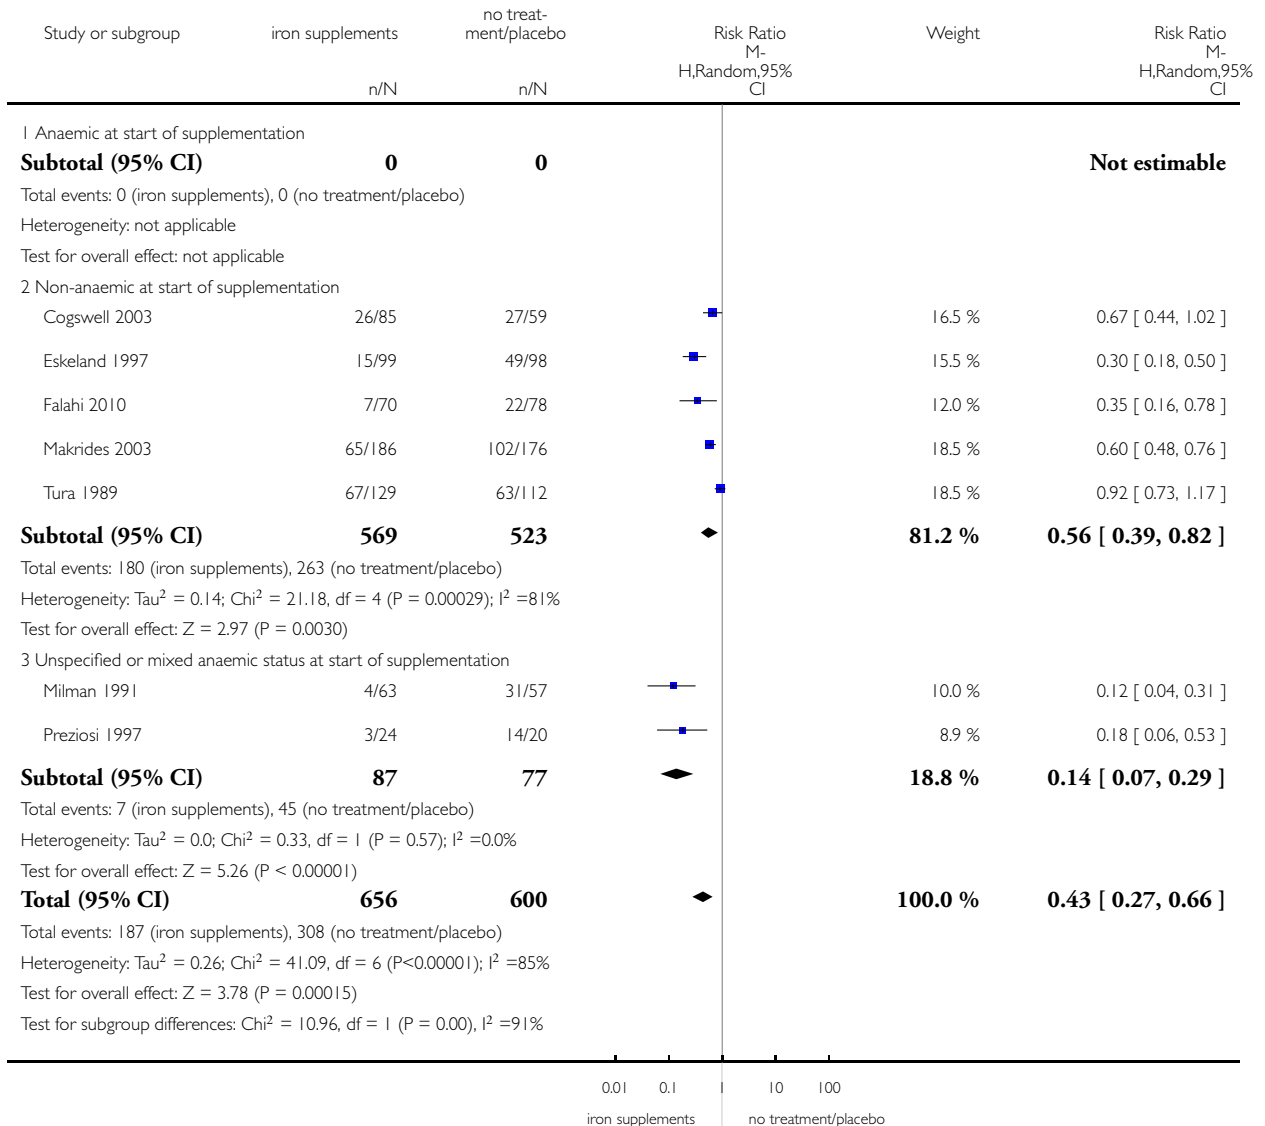 no treat-
Study or subgroup iron supplements ment/placebo Risk Ratio Weight Risk Ratio
M- M-
H,Random,95% H,Random,95%
n/N n/N CI CI
1 Anaemic at start of supplementation
Subtotal (95% CI) 0 0 Not estimable
Total events: 0 (iron supplements), 0 (no treatment/placebo)
Heterogeneity: not applicable
Test for overall effect: not applicable
2 Non-anaemic at start of supplementation
Cogswell 2003 26/85 27/59 16.5 % 0.67 [ 0.44, 1.02 ]
Eskeland 1997 15/99 49/98 15.5 % 0.30 [ 0.18, 0.50 ]
Falahi 2010 7/70 22/78 12.0 % 0.35 [ 0.16, 0.78 ]
Makrides 2003 65/186 102/176 18.5 % 0.60 [ 0.48, 0.76 ]
Tura 1989 67/129 63/112 18.5 % 0.92 [ 0.73, 1.17 ]
Subtotal (95% CI) 569 523 81.2 % 0.56 [ 0.39, 0.82 ]
Total events: 180 (iron supplements), 263 (no treatment/placebo)
Heterogeneity: Tau² = 0.14; Chi² = 21.18, df = 4 (P = 0.00029); I² =81%
Test for overall effect: Z = 2.97 (P = 0.0030)
3 Unspecified or mixed anaemic status at start of supplementation
Milman 1991 4/63 31/57 10.0 % 0.12 [ 0.04, 0.31 ]
Preziosi 1997 3/24 14/20 8.9 % 0.18 [ 0.06, 0.53 ]
Subtotal (95% CI) 87 77 18.8 % 0.14 [ 0.07, 0.29 ]
Total events: 7 (iron supplements), 45 (no treatment/placebo)
Heterogeneity: Tau² = 0.0; Chi² = 0.33, df = 1 (P = 0.57); I² =0.0%
Test for overall effect: Z = 5.26 (P < 0.00001)
Total (95% CI) 656 600 100.0 % 0.43 [ 0.27, 0.66 ]
Total events: 187 (iron supplements), 308 (no treatment/placebo)
Heterogeneity: Tau² = 0.26; Chi² = 41.09, df = 6 (P<0.00001); I² =85%
Test for overall effect: Z = 3.78 (P = 0.00015)
Test for subgroup differences: Chi² = 10.96, df = 1 (P = 0.00), I² =91%
0.01 0.1 1 10 100
iron supplements no treatment/placebo